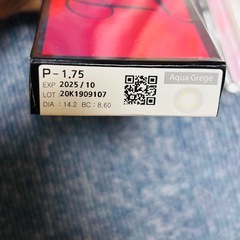 P-1.75
EXP 2025/10
LOT 20K1909107
DIA : 14.2 BC : 8.60
Aqua Grege